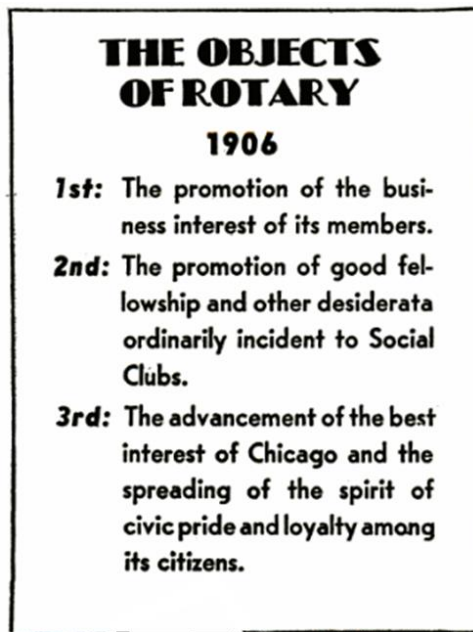 THE OBJECTS
OF ROTARY
1906
1st: The promotion of the busi-
ness interest of its members.
2nd: The promotion of good fel-
lowship and other desiderata
ordinarily incident to Social
Clubs.
3rd: The advancement of the best
interest of Chicago and the
spreading of the spirit of
civic pride and loyalty among
its citizens.